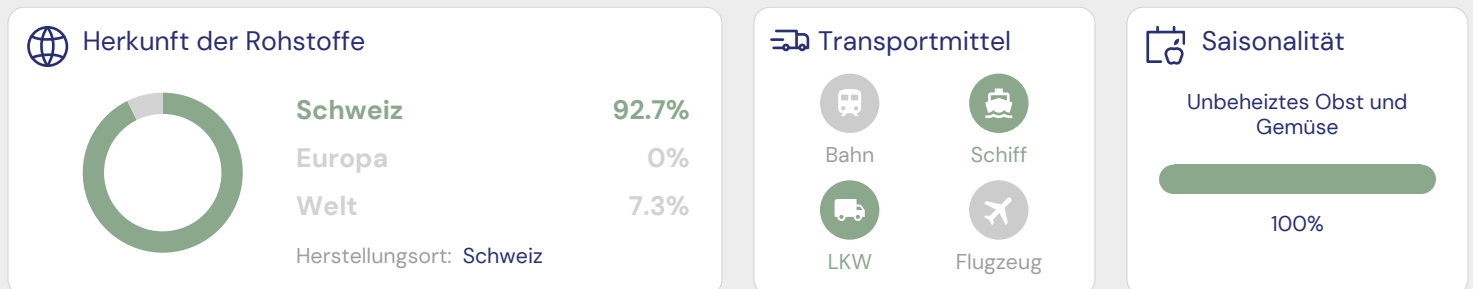 Herkunft der Rohstoffe
Schweiz 92.7%
Europa 0%
Welt 7.3%
Herstellungsort: Schweiz
Transportmittel
Bahn Schiff
LKW Flugzeug
Saisonalität
Unbeheiztes Obst und
Gemüse
100%